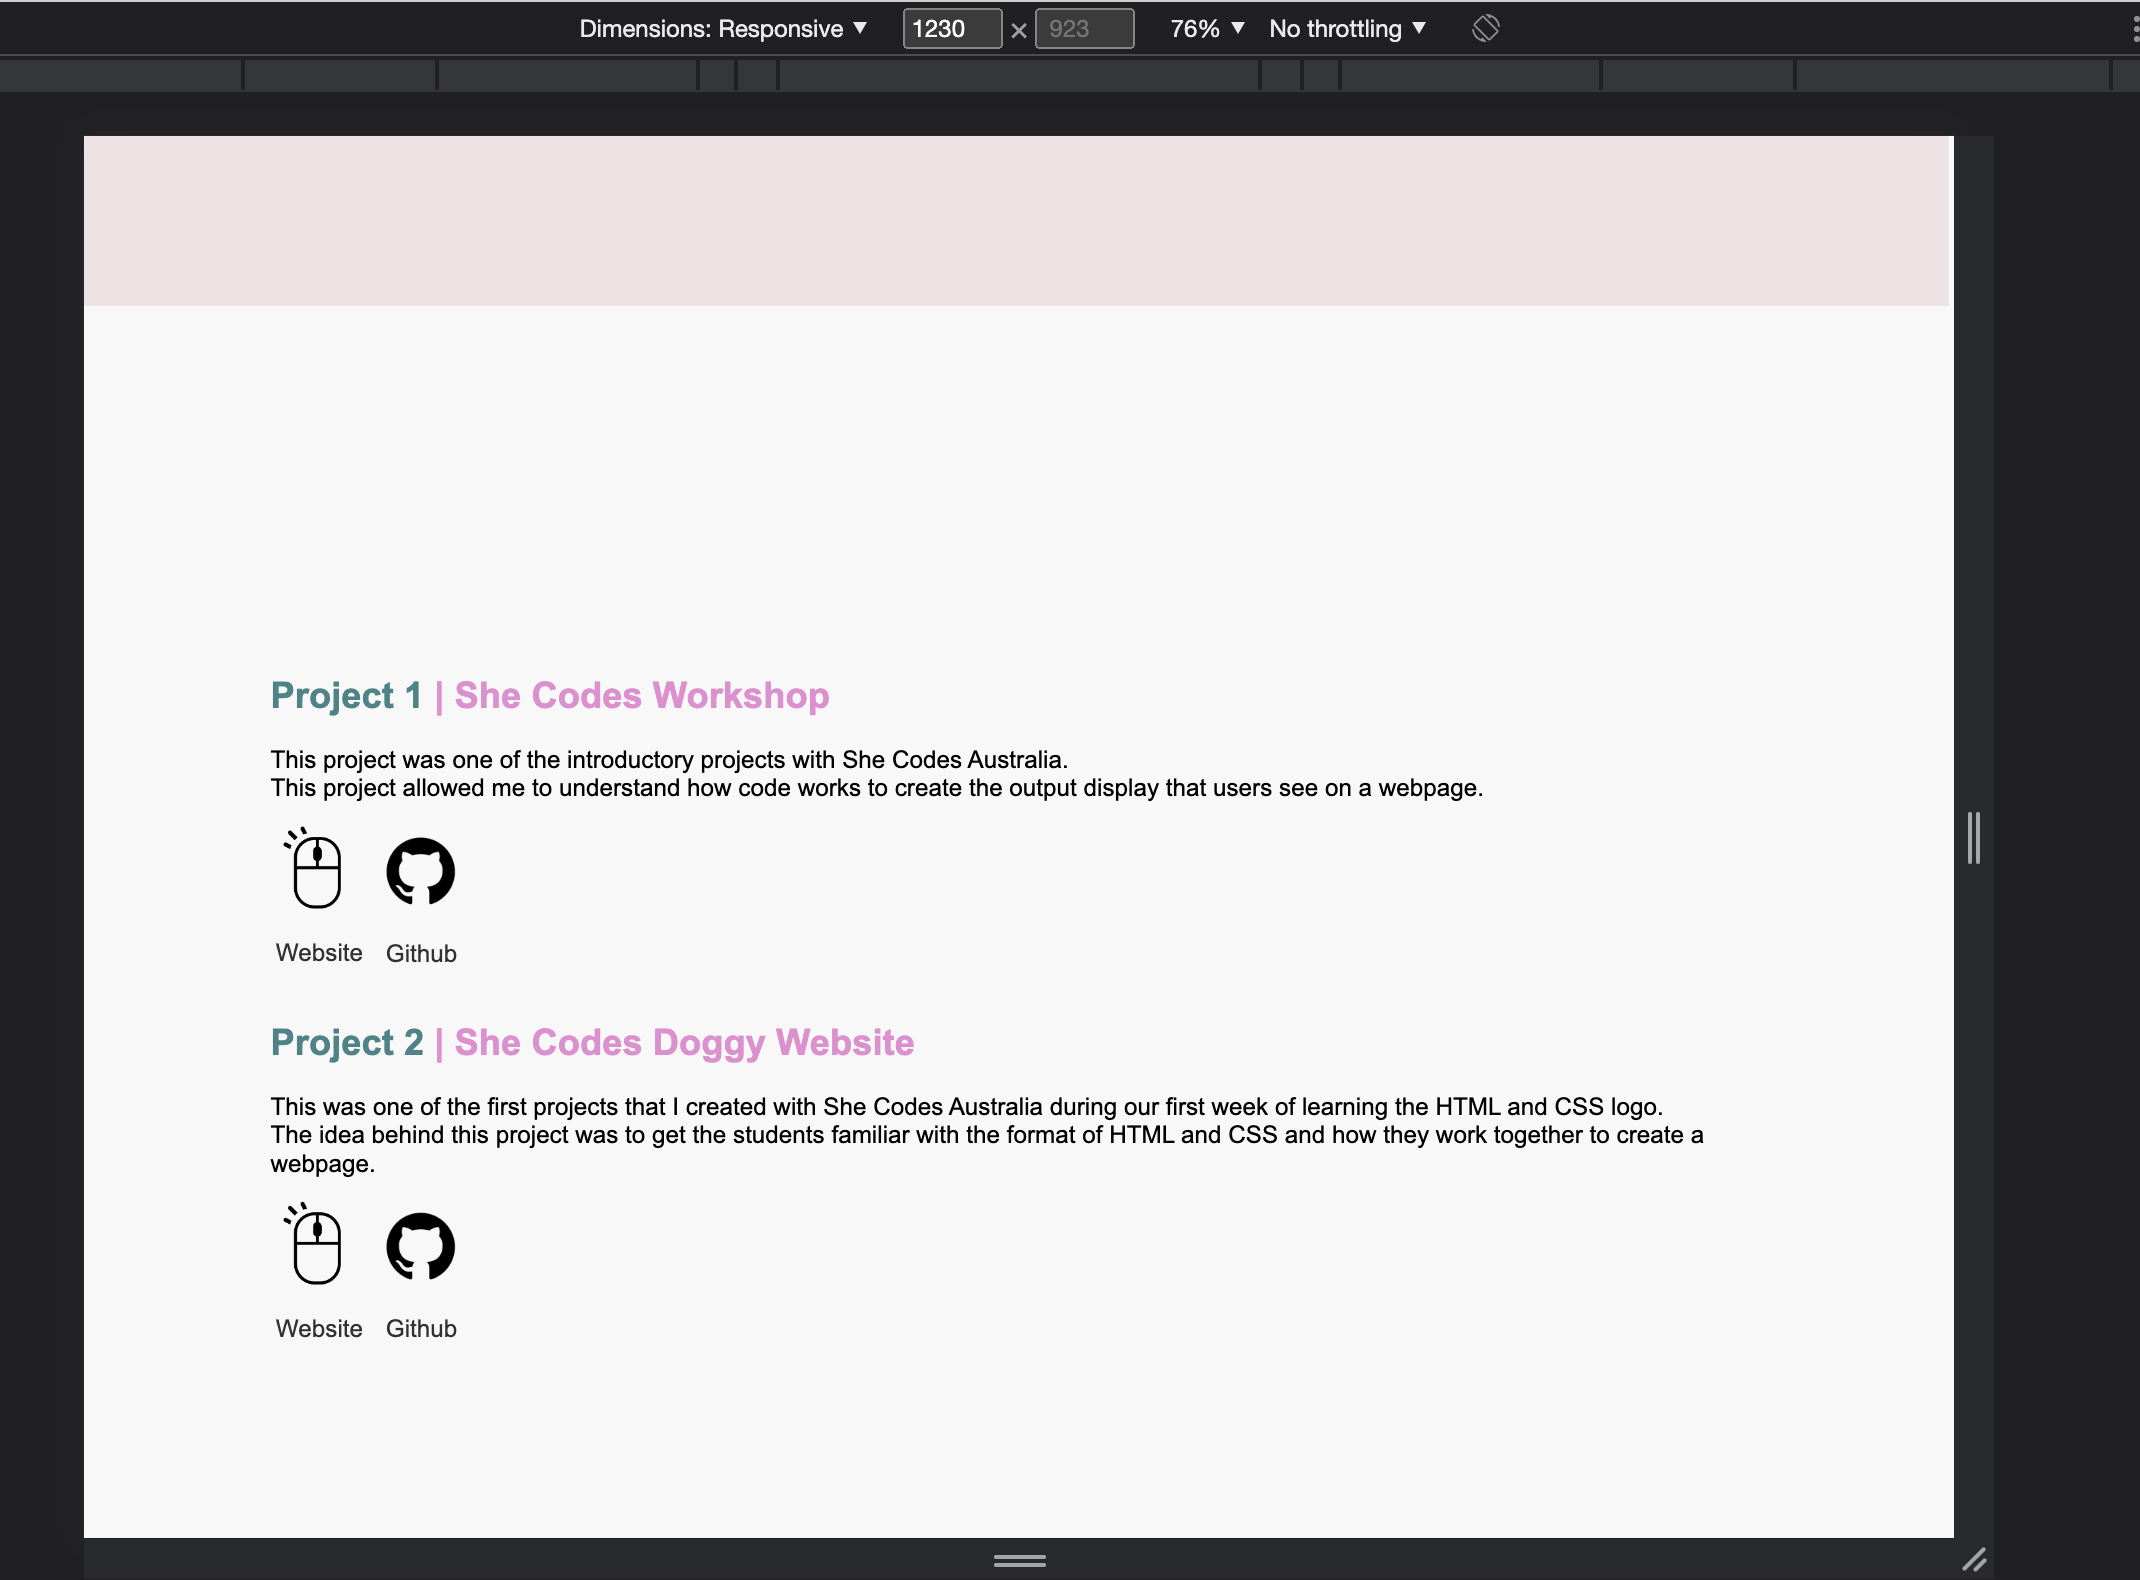 Dimensions: Responsive ▼ 1230 × 923 76% ▼ No throttling ▼
Project 1 | She Codes Workshop
This project was one of the introductory projects with She Codes Australia.
This project allowed me to understand how code works to create the output display that users see on a webpage.
Website Github
Project 2 | She Codes Doggy Website
This was one of the first projects that I created with She Codes Australia during our first week of learning the HTML and CSS logo.
The idea behind this project was to get the students familiar with the format of HTML and CSS and how they work together to create a
webpage.
Website Github